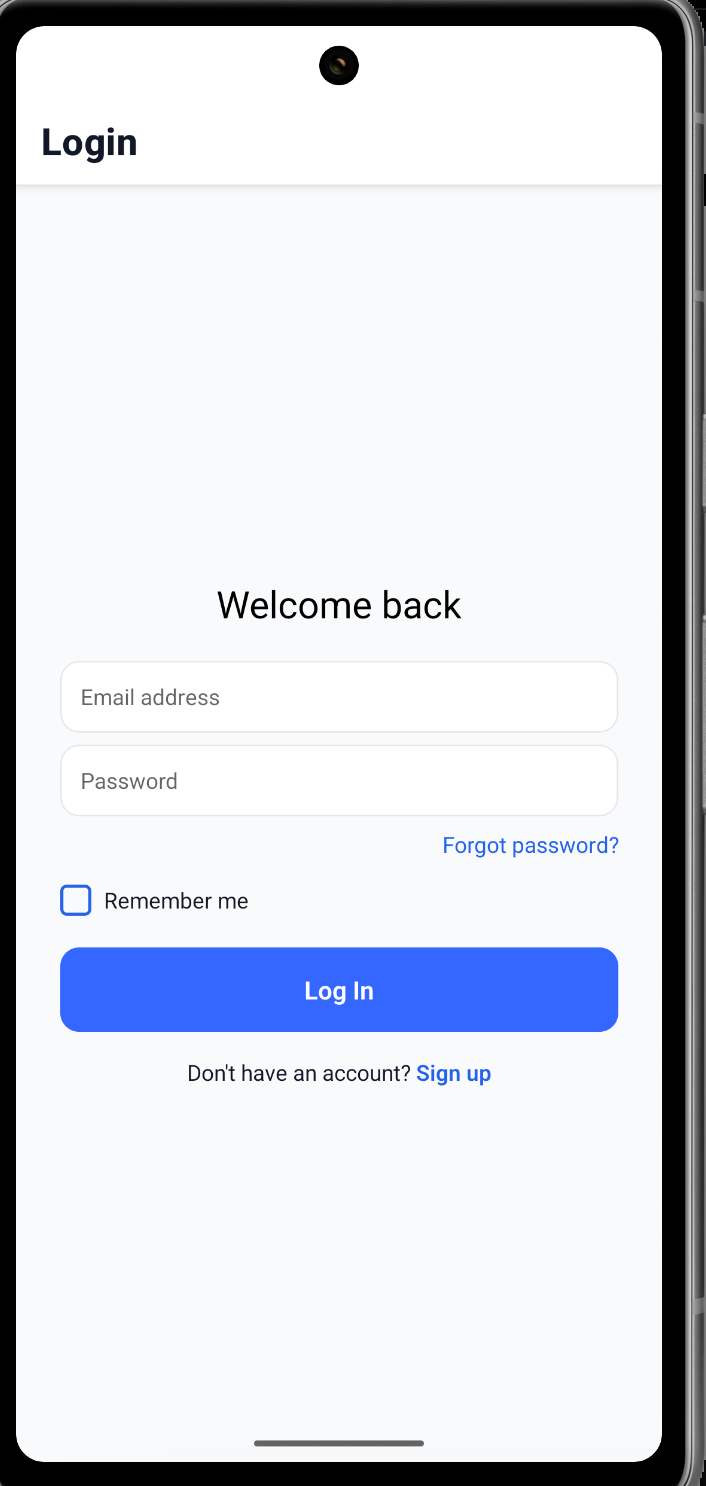 Login
Welcome back
Email address
Password
Forgot password?
Remember me
Log In
Don't have an account? Sign up